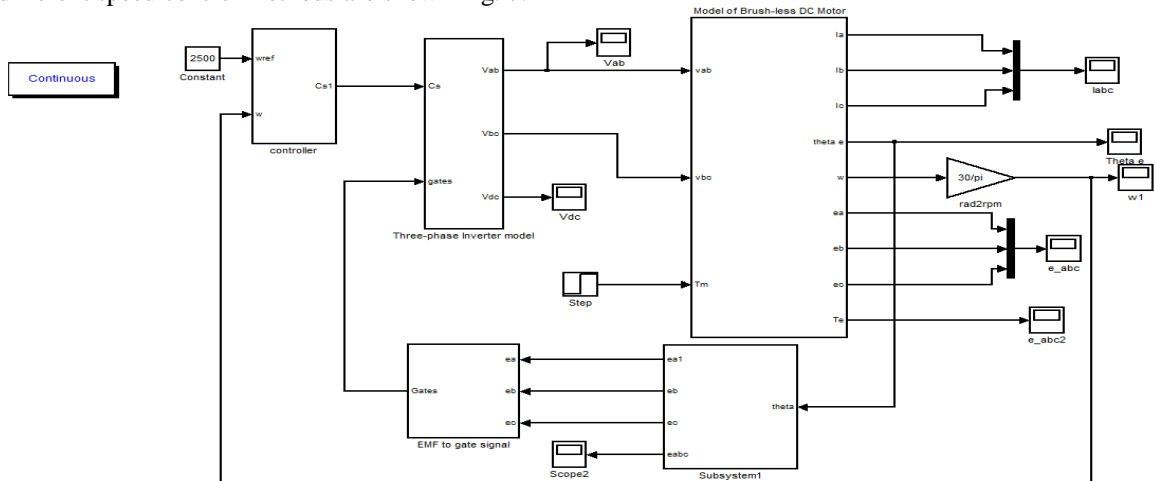 Model of Brush-less DC Motor
Continuous
2500
Constant
wref
w
Cs1
controller
Cs
gates
Vab
Vbc
Vdc
Three-phase Inverter model
Vab
Vdc
Step
vab
vbc
Tm
Ia
Ib
Ic
theta e
w
ea
eb
ec
Te
Iabc
Theta e
30/pi
rad2rpm
w1
e_abc
e_abc2
Gates
ea
eb
ec
EMF to gate signal
ea1
eb
ec
eabc
theta
Subsystem1
Scope2